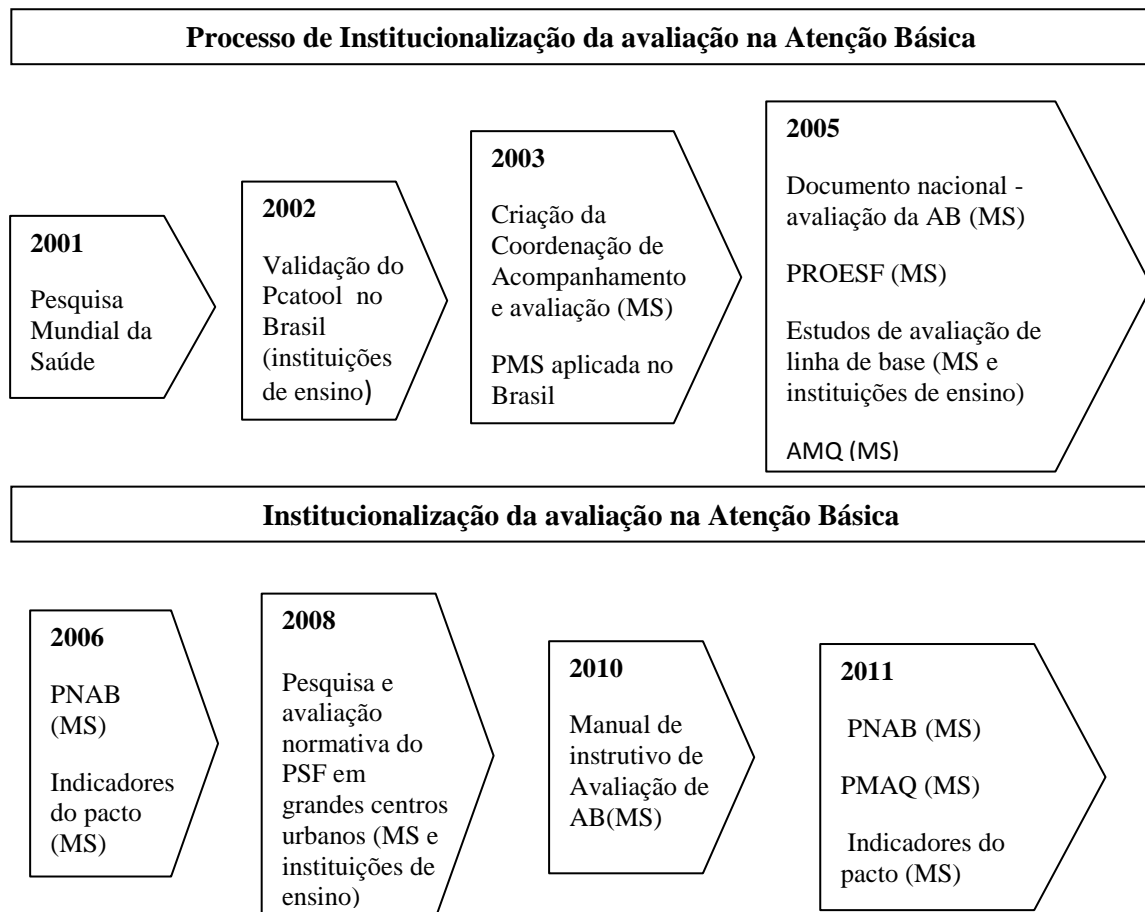 Processo de Institucionalização da avaliação na Atenção Básica
2001
Pesquisa
Mundial da
Saúde
2002
Validação do
Pcatool no
Brasil
(instituições
de ensino)
2003
Criação da
Coordenação de
Acompanhamento
e avaliação (MS)
PMS aplicada no
Brasil
2005
Documento nacional -
avaliação da AB (MS)
PROESF (MS)
Estudos de avaliação de
linha de base (MS e
instituições de ensino)
AMQ (MS)
Institucionalização da avaliação na Atenção Básica
2006
PNAB
(MS)
Indicadores
do pacto
(MS)
2008
Pesquisa e
avaliação
normativa do
PSF em
grandes centros
urbanos (MS e
instituições de
ensino)
2010
Manual de
instrutivo de
Avaliação de
AB(MS)
2011
PNAB (MS)
PMAQ (MS)
Indicadores do
pacto (MS)